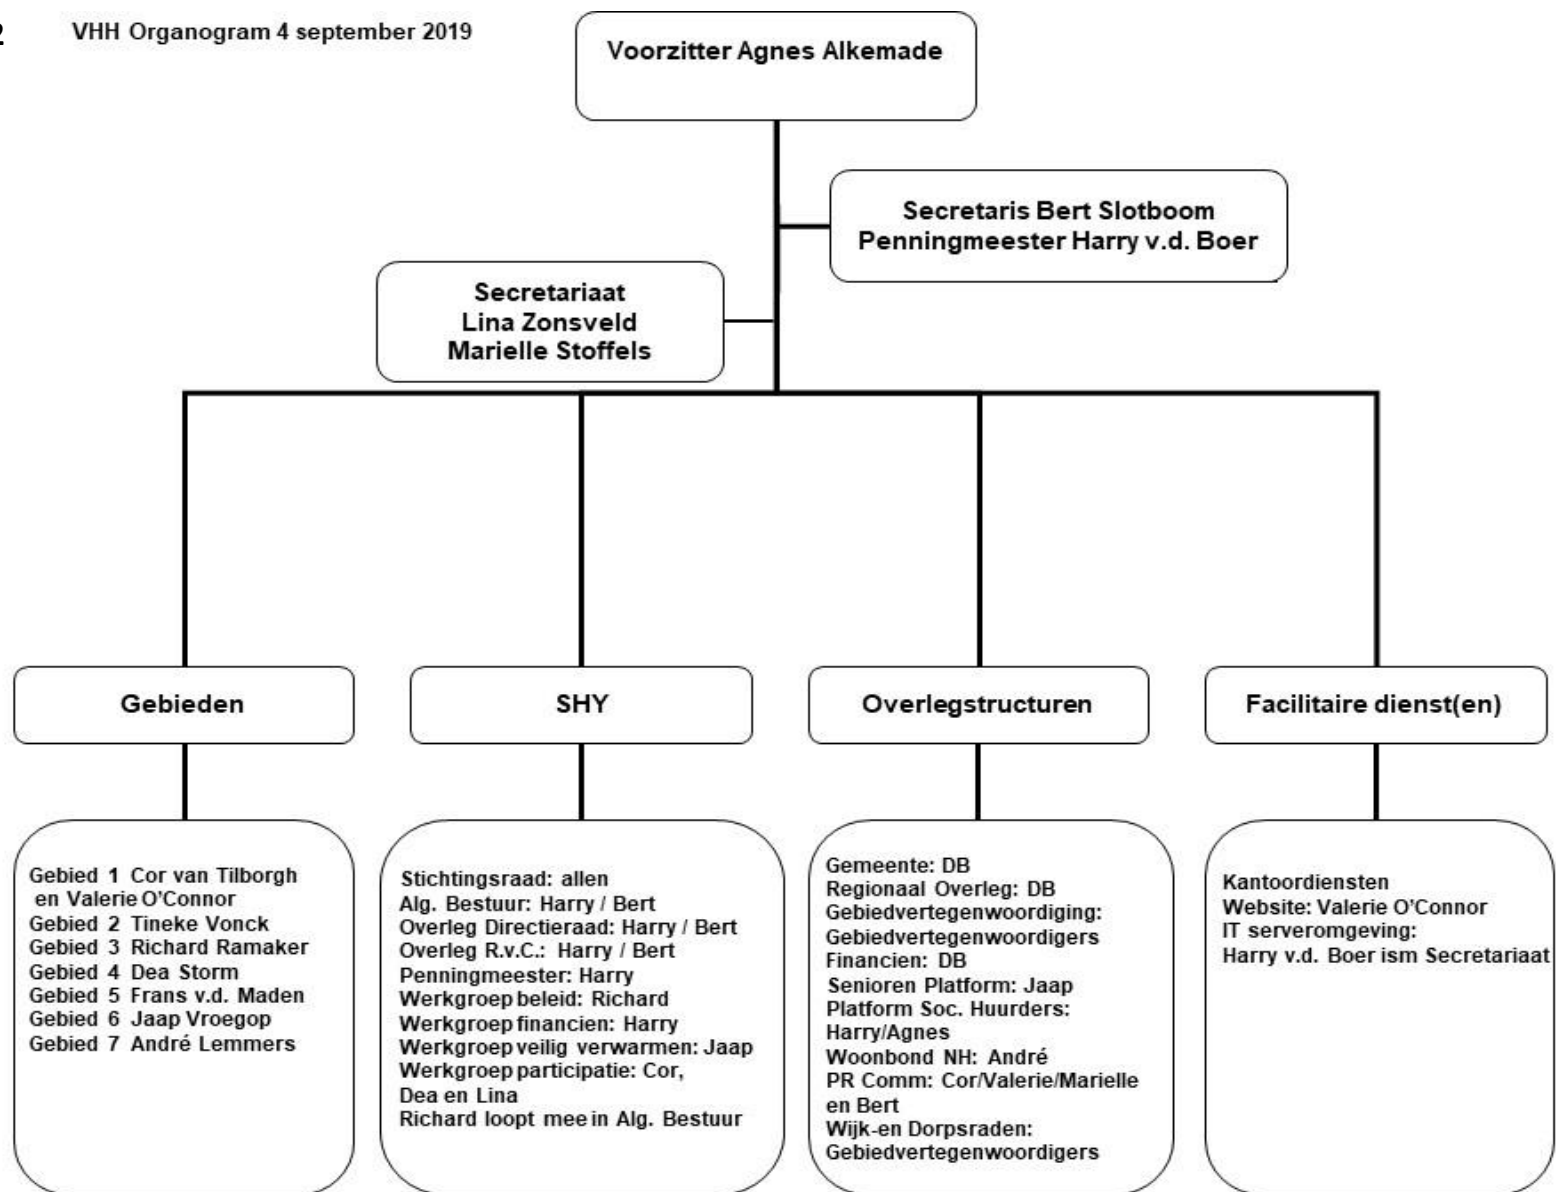 2
VHH Organogram 4 september 2019
Voorzitter Agnes Alkemade
Secretaris Bert Slotboom
Penningmeester Harry v.d. Boer
Secretariaat
Lina Zonsveld
Marielle Stoffels
Gebieden
SHY
Overlegstructuren
Facilitaire dienst(en)
Gebied 1 Cor van Tilborgh
en Valerie O'Connor
Gebied 2 Tineke Vonck
Gebied 3 Richard Ramaker
Gebied 4 Dea Storm
Gebied 5 Frans v.d. Maden
Gebied 6 Jaap Vroegop
Gebied 7 André Lemmers
Stichtingsraad: allen
Alg. Bestuur: Harry / Bert
Overleg Directieraad: Harry / Bert
Overleg R.v.C.: Harry / Bert
Penningmeester: Harry
Werkgroep beleid: Richard
Werkgroep financien: Harry
Werkgroep veilig verwarmen: Jaap
Werkgroep participatie: Cor,
Dea en Lina
Richard loopt mee in Alg. Bestuur
Gemeente: DB
Regionaal Overleg: DB
Gebiedvertegenwoordiging:
Gebiedvertegenwoordigers
Financien: DB
Senioren Platform: Jaap
Platform Soc. Huurders:
Harry/Agnes
Woonbond NH: André
PR Comm: Cor/Valerie/Marielle
en Bert
Wijk-en Dorpsraden:
Gebiedvertegenwoordigers
Kantoordiensten
Website: Valerie O'Connor
IT serveromgeving:
Harry v.d. Boer ism Secretariaat